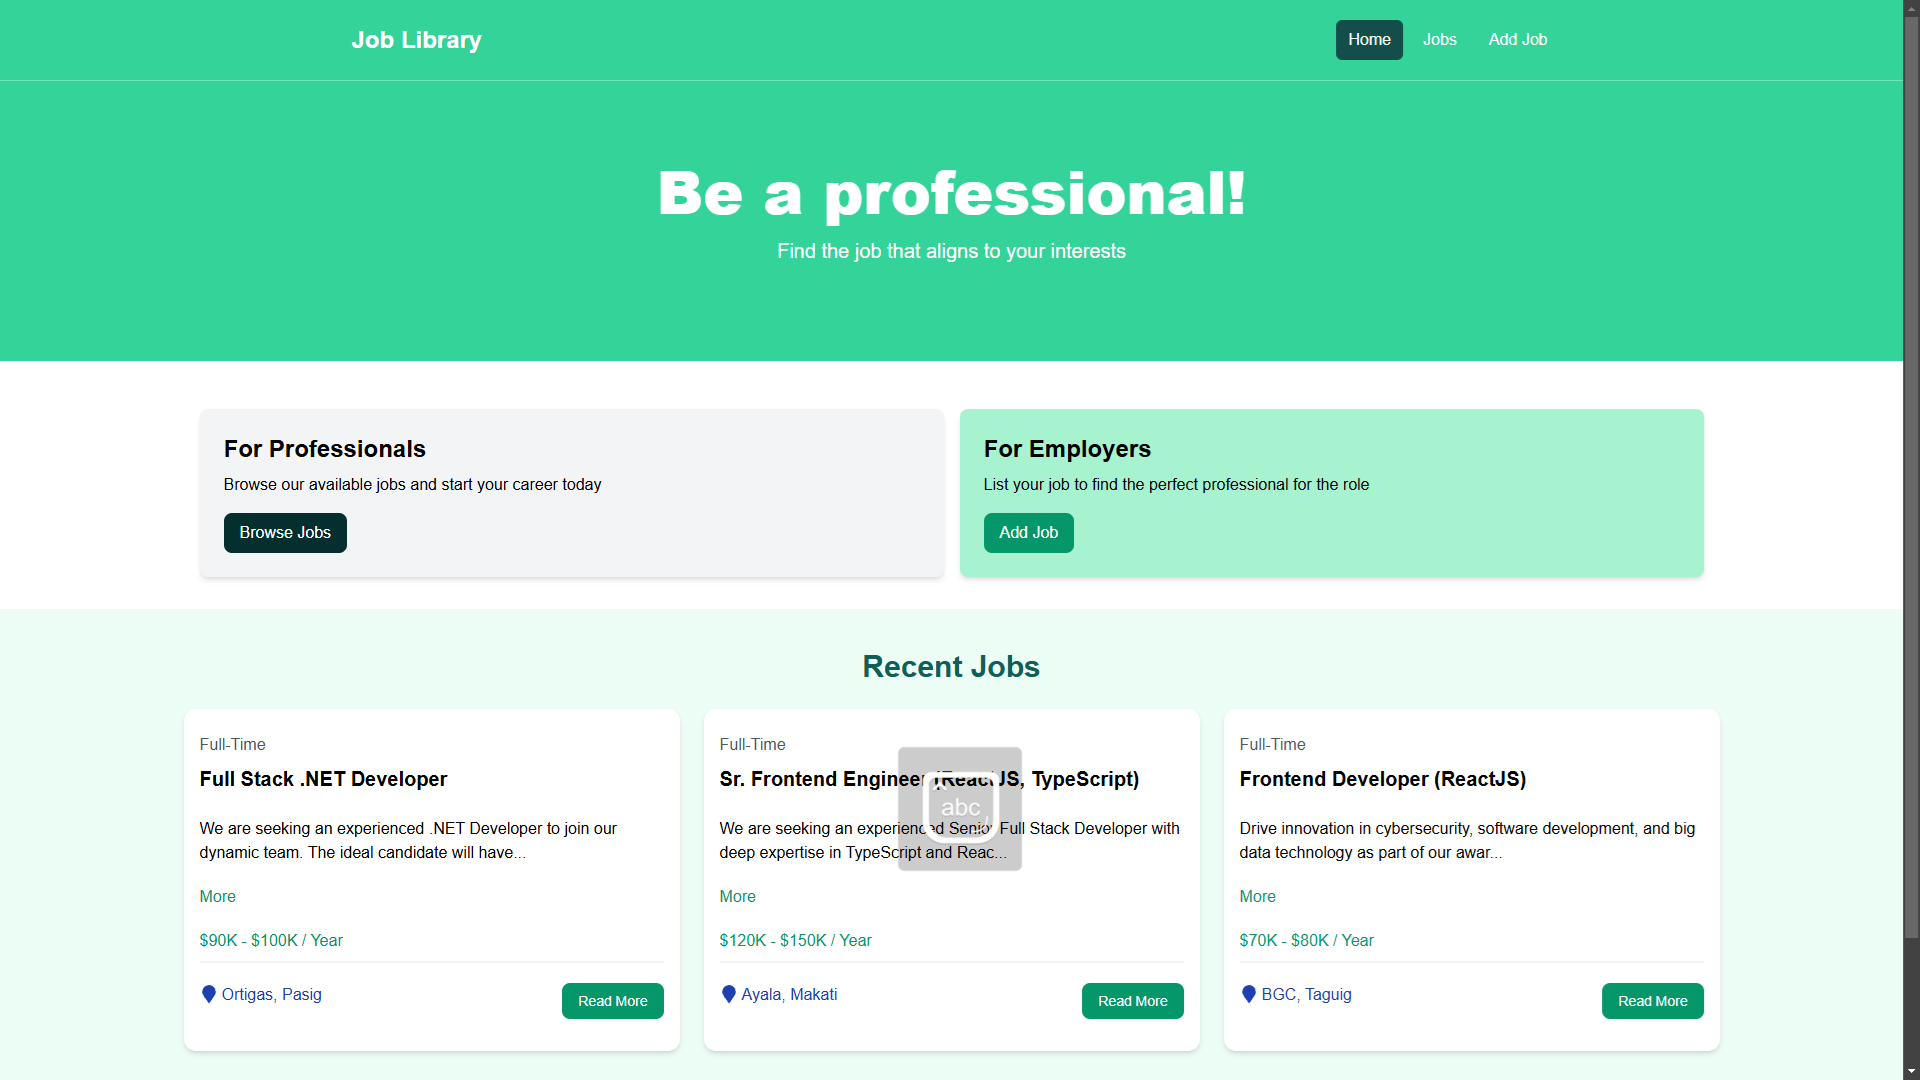 Job Library
Home Jobs Add Job
Be a professional!
Find the job that aligns to your interests
For Professionals
Browse our available jobs and start your career today
Browse Jobs
For Employers
List your job to find the perfect professional for the role
Add Job
Recent Jobs
Full-Time
Full Stack .NET Developer
We are seeking an experienced .NET Developer to join our
dynamic team. The ideal candidate will have...
More
$90K - $100K / Year
Ortigas, Pasig
Read More
Full-Time
Sr. Frontend Engineer (ReactJS, TypeScript)
We are seeking an experienced Senior Full Stack Developer with
deep expertise in TypeScript and Reac...
More
$120K - $150K / Year
Ayala, Makati
Read More
abc
Full-Time
Frontend Developer (ReactJS)
Drive innovation in cybersecurity, software development, and big
data technology as part of our awar...
More
$70K - $80K / Year
BGC, Taguig
Read More